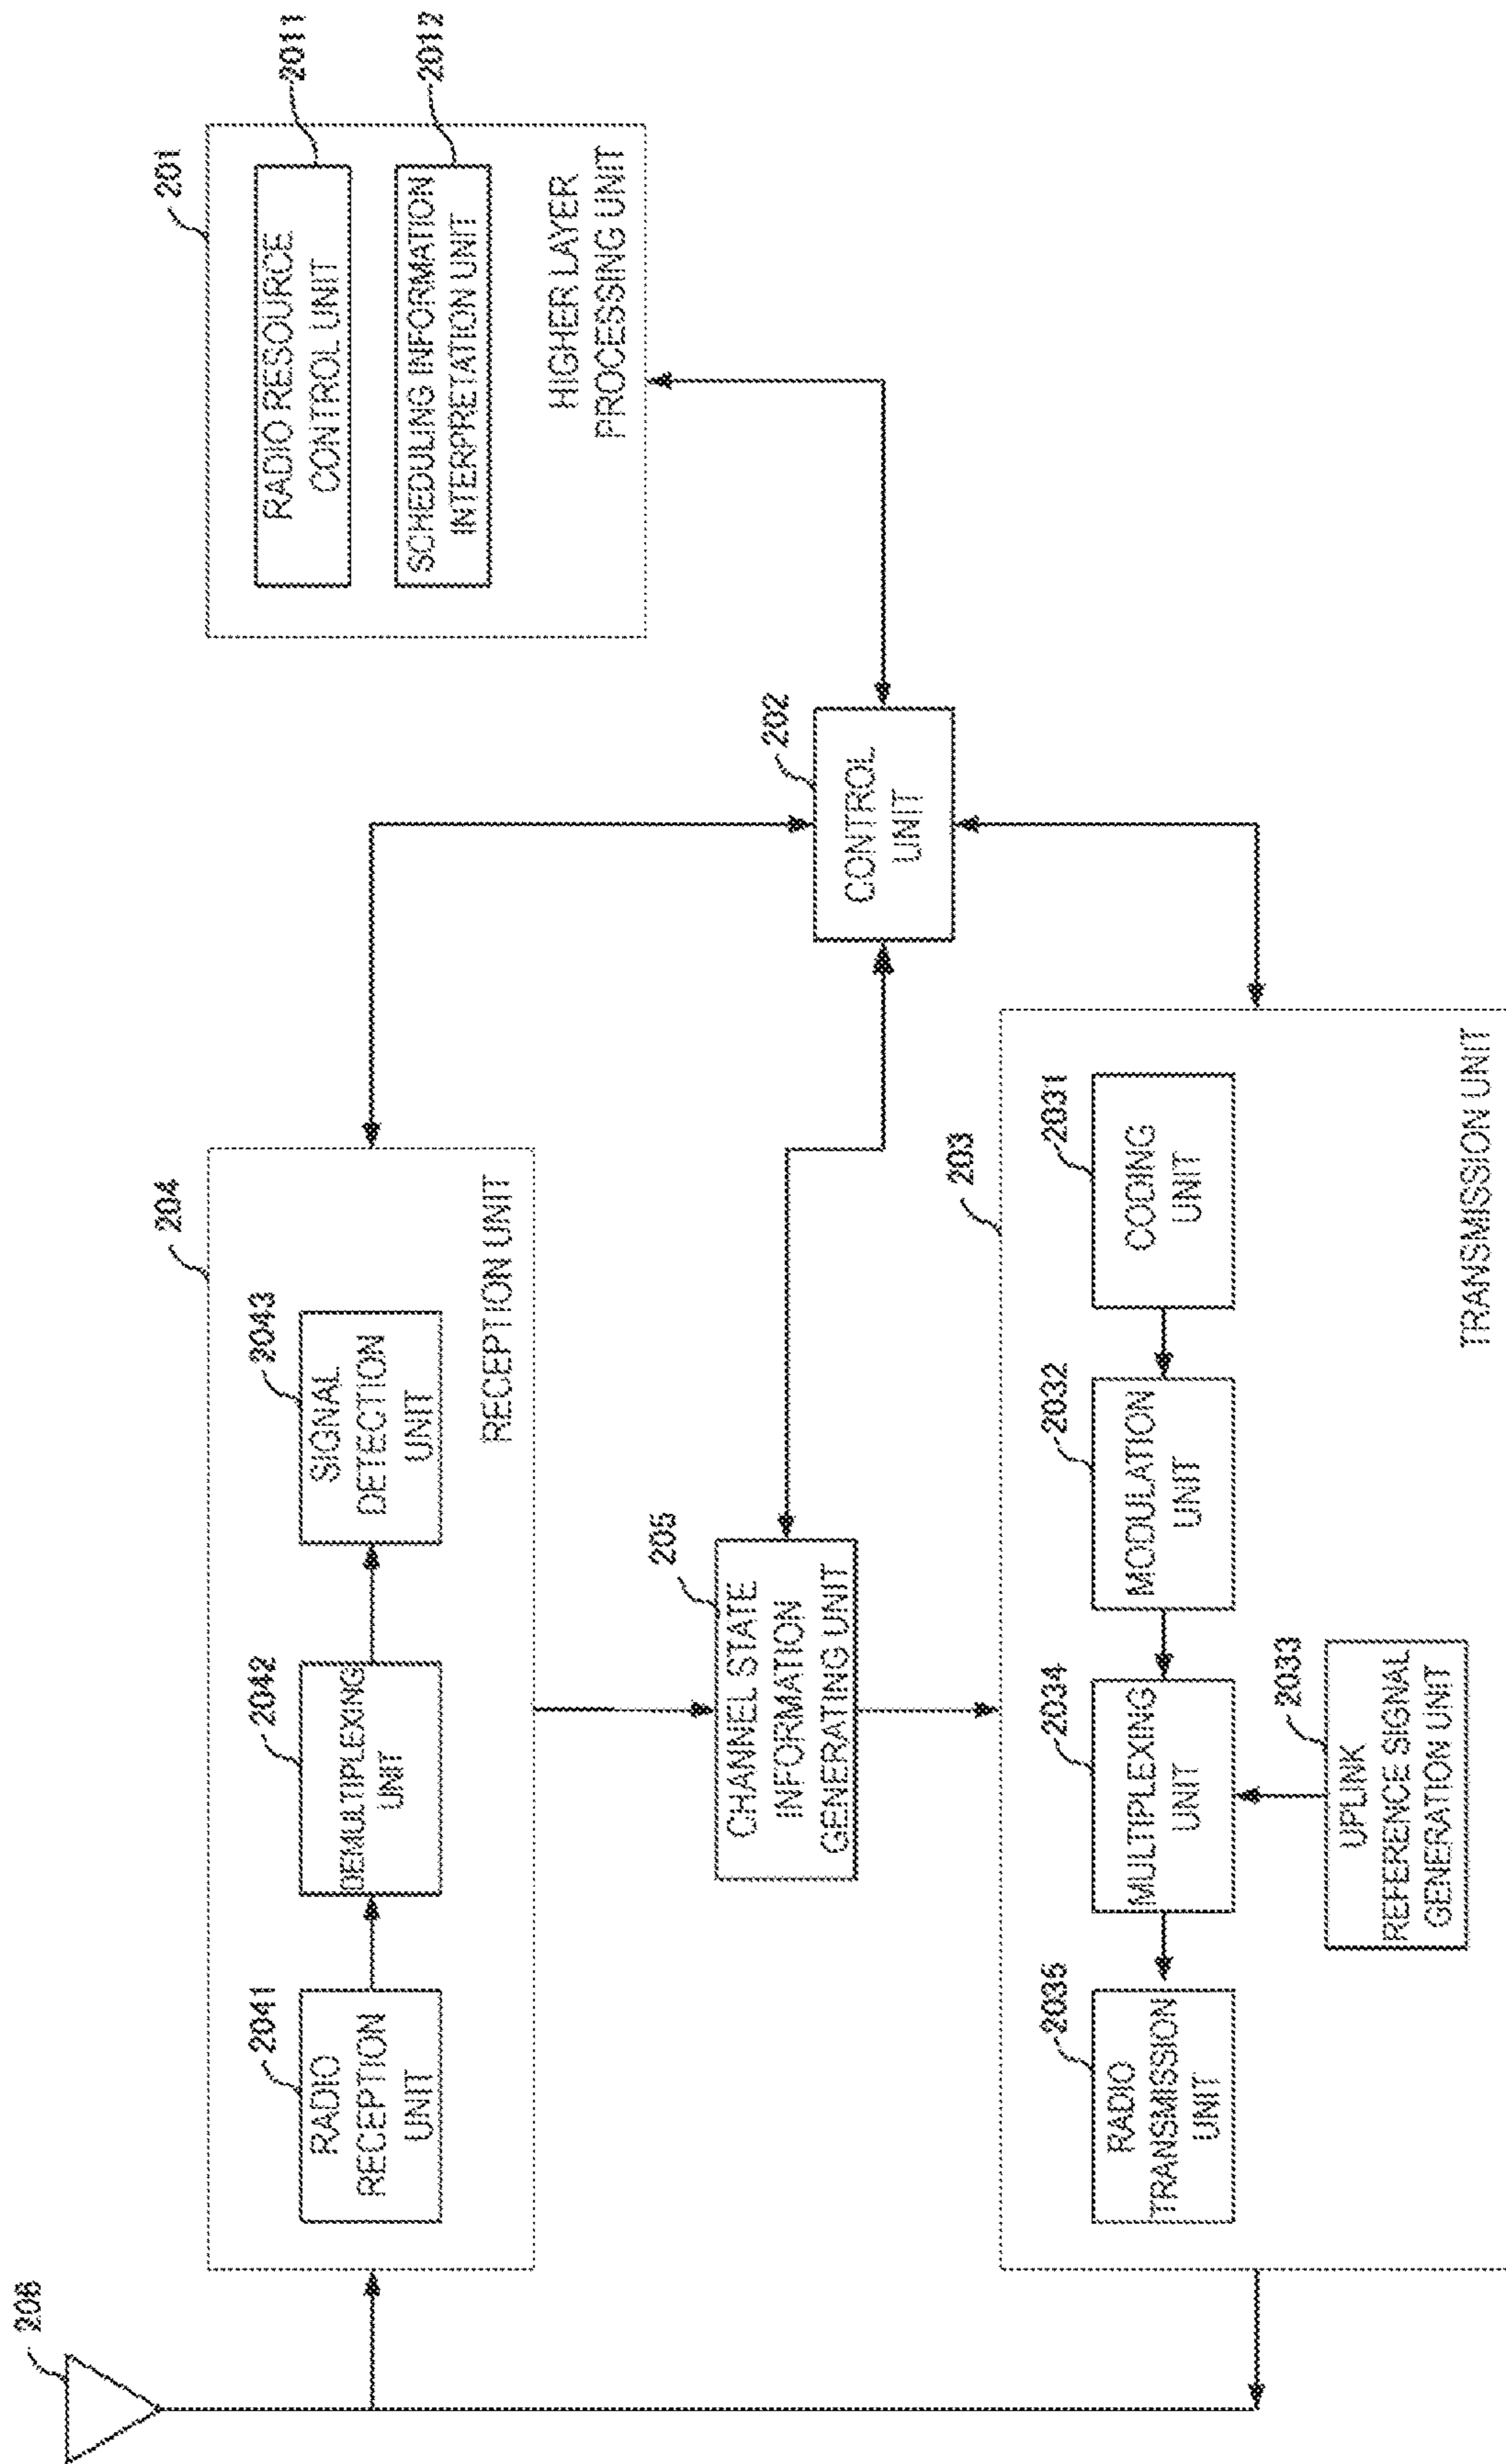 206
204
2041
RADIO
RECEPTION
UNIT
2042
DEMULTIPLEXING
UNIT
2043
SIGNAL
DETECTION
UNIT
RECEPTION UNIT
201
RADIO RESOURCE
CONTROL UNIT
2011
SCHEDULING INFORMATION
INTERPRETATION UNIT
2012
HIGHER LAYER
PROCESSING UNIT
205
CHANNEL STATE
INFORMATION
GENERATING UNIT
202
CONTROL
UNIT
203
2035
RADIO
TRANSMISSION
UNIT
2034
MULTIPLEXING
UNIT
2032
MODULATION
UNIT
2031
CODING
UNIT
2033
UPLINK
REFERENCE SIGNAL
GENERATION UNIT
TRANSMISSION UNIT